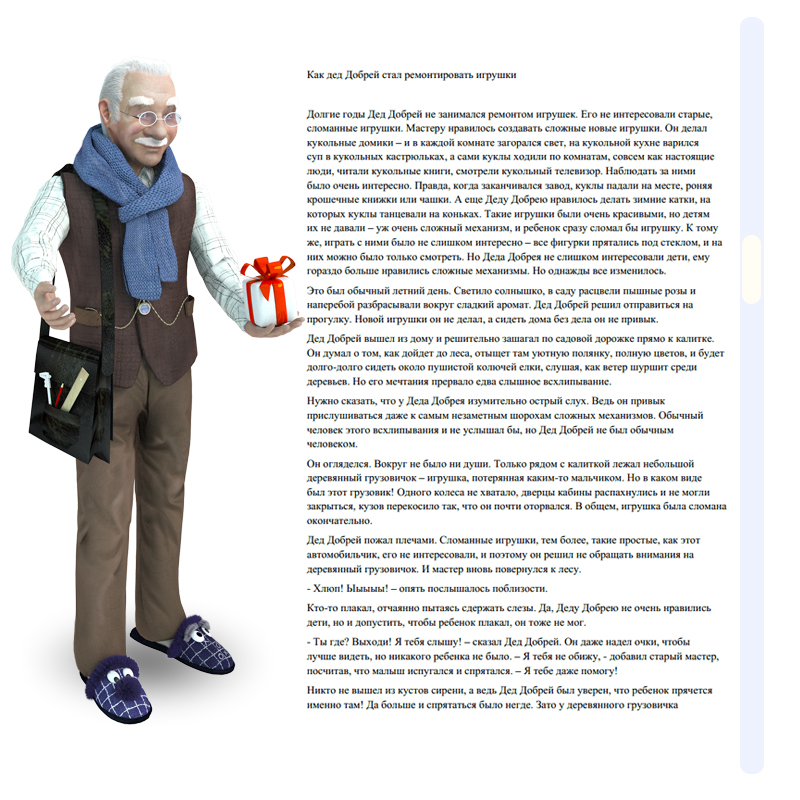 Как дед Добрей стал ремонтировать игрушки
Долгие годы Дед Добрей не занимался ремонтом игрушек. Его не интересовали старые,
сломанные игрушки. Мастеру нравилось создавать сложные новые игрушки. Он делал
кукольные домики – и в каждой комнате загорался свет, на кукольной кухне варился
суп в кукольных кастрюльках, а сами куклы ходили по комнатам, совсем как настоящие
люди, читали кукольные книги, смотрели кукольный телевизор. Наблюдать за ними
было очень интересно. Правда, когда заканчивался завод, куклы падали на месте, роняя
крошечные книжки или чашки. А еще Деду Добрею нравилось делать зимние катки, на
которых куклы танцевали на коньках. Такие игрушки были очень красивыми, но детям
их не давали – уж очень сложный механизм, и ребенок сразу сломал бы игрушку. К тому
же, играть с ними было не слишком интересно – все фигурки прятались под стеклом, и на
них можно было только смотреть. Но Деда Добрея не слишком интересовали дети, ему
гораздо больше нравились сложные механизмы. Но однажды все изменилось.
Это был обычный летний день. Светило солнышко, в саду расцвели пышные розы и
наперебой разбрасывали вокруг сладкий аромат. Дед Добрей решил отправиться на
прогулку. Новой игрушки он не делал, а сидеть дома без дела он не привык.
Дед Добрей вышел из дому и решительно зашагал по садовой дорожке прямо к калитке.
Он думал о том, как дойдет до леса, отыщет там уютную полянку, полную цветов, и будет
долго-долго сидеть около пушистой колючей елки, слушая, как ветер шуршит среди
деревьев. Но его мечтания прервало едва слышное всхлипывание.
Нужно сказать, что у Деда Добрея изумительно острый слух. Ведь он привык
прислушиваться даже к самым незаметным шорохам сложных механизмов. Обычный
человек этого всхлипывания и не услышал бы, но Дед Добрей не был обычным
человеком.
Он огляделся. Вокруг не было ни души. Только рядом с калиткой лежал небольшой
деревянный грузовичок – игрушка, потерянная каким-то мальчиком. Но в каком виде
был этот грузовик! Одного колеса не хватало, дверцы кабины распахнулись и не могли
закрыться, кузов перекосило так, что он почти оторвался. В общем, игрушка была сломана
окончательно.
Дед Добрей пожал плечами. Сломанные игрушки, тем более, такие простые, как этот
автомобильчик, его не интересовали, и поэтому он решил не обращать внимания на
деревянный грузовичок. И мастер вновь повернулся к лесу.
- Хлюп! Ыыыыы! – опять послышалось поблизости.
Кто-то плакал, отчаянно пытаясь сдержать слезы. Да, Деду Добрею не очень нравились
дети, но и допустить, чтобы ребенок плакал, он тоже не мог.
- Ты где? Выходи! Я тебя слышу! – сказал Дед Добрей. Он даже надел очки, чтобы
лучше видеть, но никакого ребенка не было. – Я тебя не обижу, - добавил старый мастер,
посчитав, что малыш испугался и спрятался. – Я тебе даже помогу!
Никто не вышел из кустов сирени, а ведь Дед Добрей был уверен, что ребенок прячется
именно там! Да больше и спрятаться было негде. Зато у деревянного грузовичка